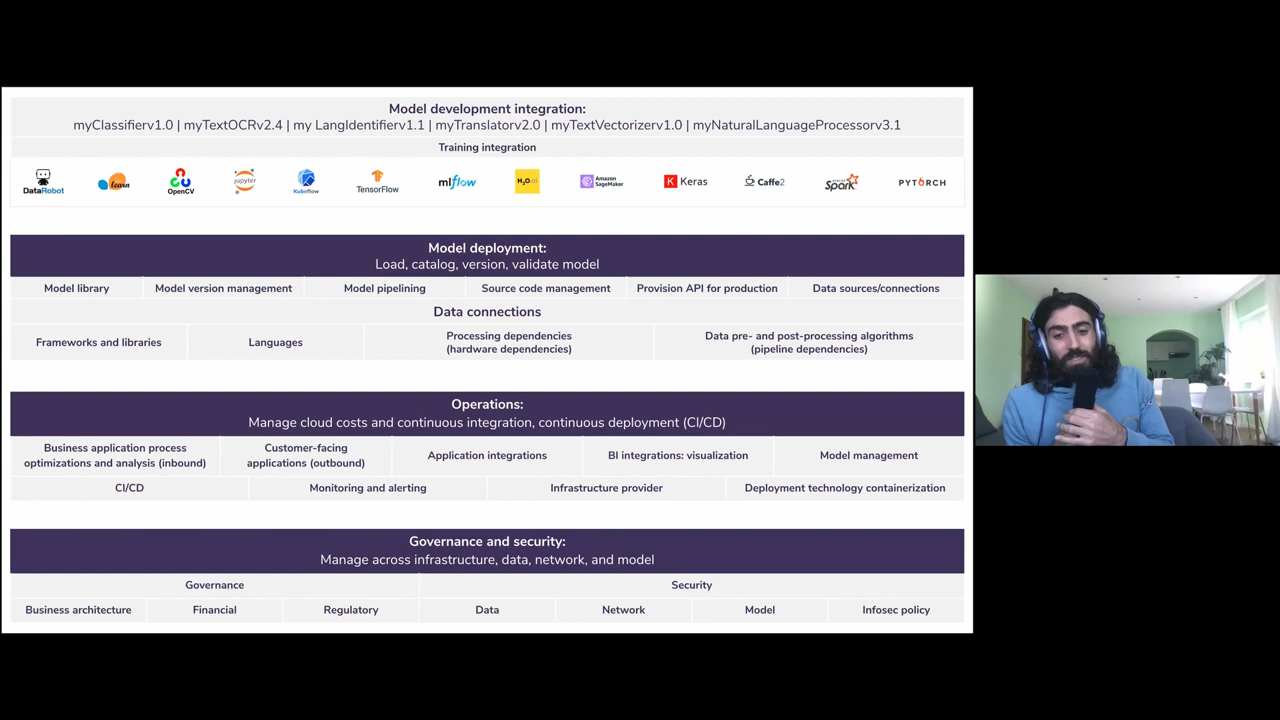 Model development integration:
myClassifierv1.0 | myTextOCRv2.4 | my LangIdentifierv1.1 | myTranslatorv2.0 | myTextVectorizerv1.0 | myNaturalLanguageProcessorv3.1
Training integration
DataRobot
learn
OpenCV
jupyter
Kubeflow
TensorFlow
mlflow
H2O.ai
Amazon
SageMaker
K Keras
Caffe2
APACHE
Spark
PYTORCH
Model deployment:
Load, catalog, version, validate model
Model library
Model version management
Model pipelining
Source code management
Provision API for production
Data sources/connections
Data connections
Frameworks and libraries
Languages
Processing dependencies
(hardware dependencies)
Data pre- and post-processing algorithms
(pipeline dependencies)
Operations:
Manage cloud costs and continuous integration, continuous deployment (CI/CD)
Business application process
optimizations and analysis (inbound)
Customer-facing
applications (outbound)
Application integrations
BI integrations: visualization
Model management
CI/CD
Monitoring and alerting
Infrastructure provider
Deployment technology containerization
Governance and security:
Manage across infrastructure, data, network, and model
Governance
Security
Business architecture
Financial
Regulatory
Data
Network
Model
Infosec policy